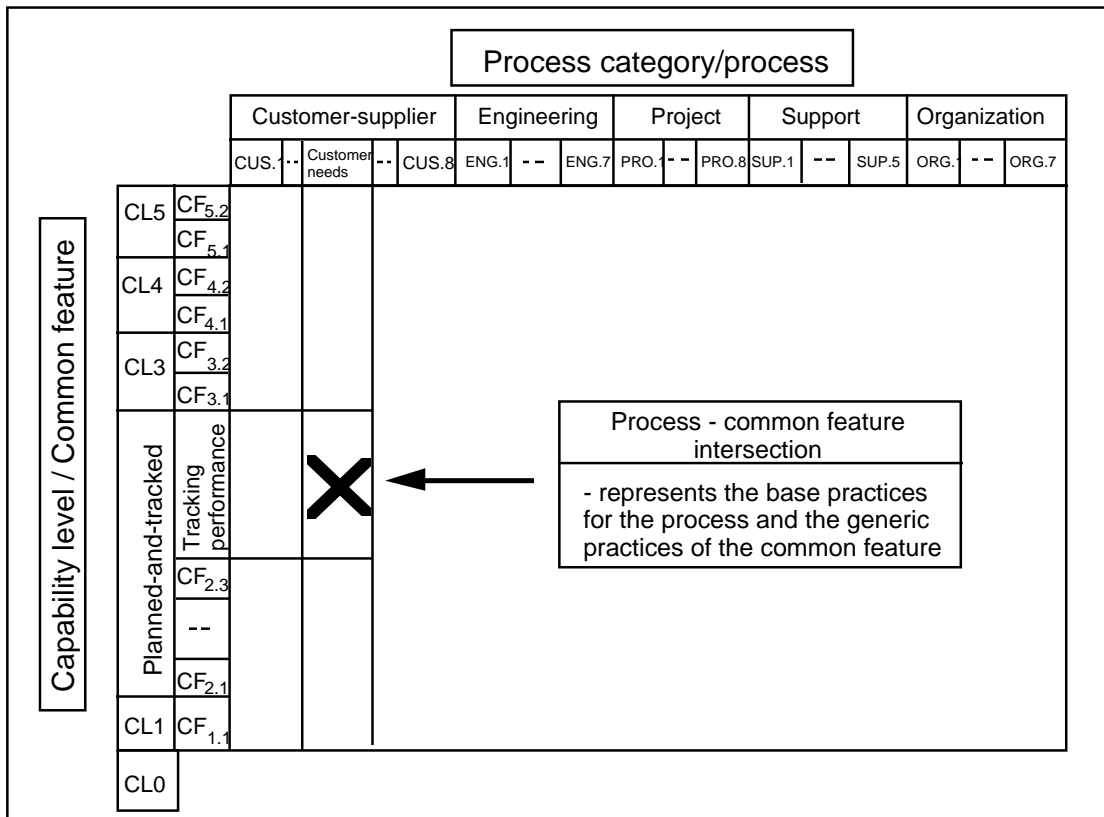 Process category/process
Customer-supplier Engineering Project Support Organization
CUS.1 -- Customer needs -- CUS.8 ENG.1 -- ENG.7 PRO.1 -- PRO.8 SUP.1 -- SUP.5 ORG.1 -- ORG.7
Capability level / Common feature
CL5 CF5.2
CF5.1
CL4 CF4.2
CF4.1
CL3 CF3.2
CF3.1
Planned-and-tracked
Tracking
performance
CF2.3
--
CF2.1
CL1 CF1.1
CL0
Process - common feature
intersection
- represents the base practices
for the process and the generic
practices of the common feature